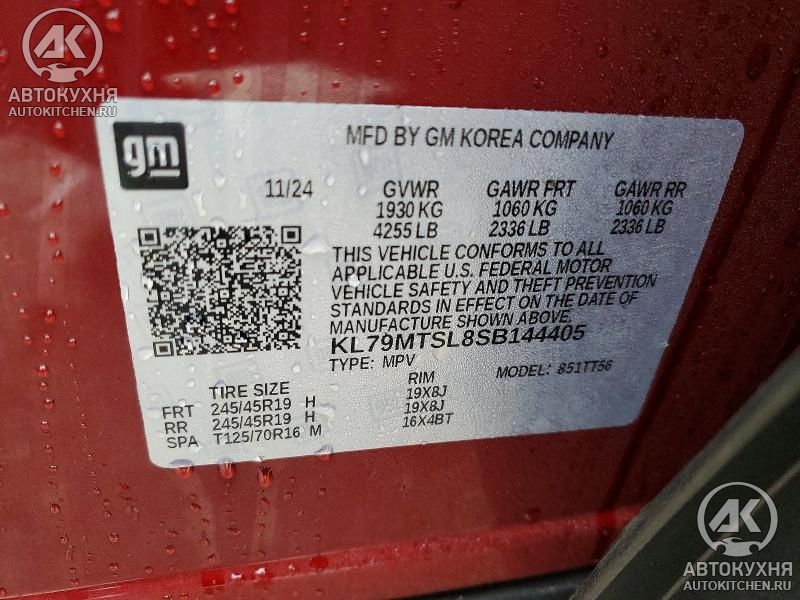 AK
АВТОКУХНЯ
AUTOKITCHEN.RU
gm
MFD BY GM KOREA COMPANY
11/24 GVWR GAWR FRT GAWR RR
1930 KG 1060 KG 1060 KG
4255 LB 2336 LB 2336 LB
THIS VEHICLE CONFORMS TO ALL
APPLICABLE U.S. FEDERAL MOTOR
VEHICLE SAFETY AND THEFT PREVENTION
STANDARDS IN EFFECT ON THE DATE OF
MANUFACTURE SHOWN ABOVE.
KL79MTSL8SB144405
TYPE: MPV MODEL: 851TT56
TIRE SIZE RIM
FRT 245/45R19 H 19X8J
RR 245/45R19 H 19X8J
SPA T125/70R16 M 16X4BT
AK
АВТОКУХНЯ
AUTOKITCHEN.RU